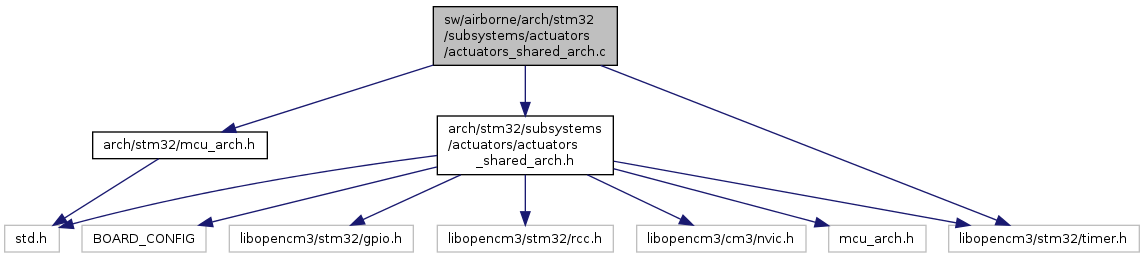 sw/airborne/arch/stm32
/subsystems/actuators
/actuators_shared_arch.c
arch/stm32/mcu_arch.h
arch/stm32/subsystems
/actuators/actuators
_shared_arch.h
std.h
BOARD_CONFIG
libopencm3/stm32/gpio.h
libopencm3/stm32/rcc.h
libopencm3/cm3/nvic.h
mcu_arch.h
libopencm3/stm32/timer.h